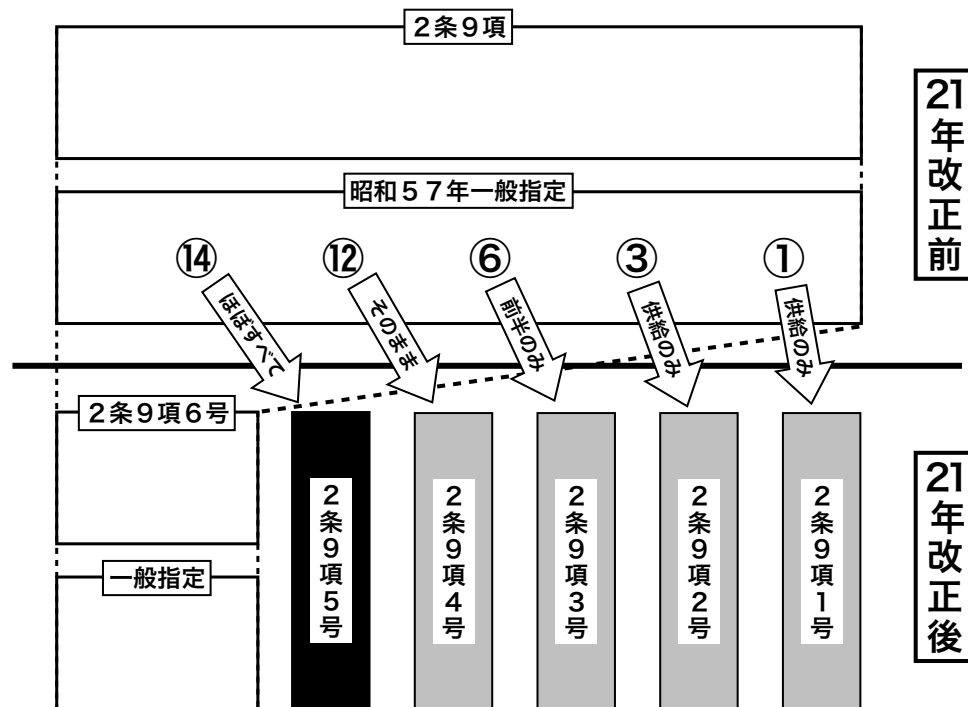 2条9項
21年改正前
昭和57年一般指定
⑭
⑫
⑥
③
①
ほぼすべて
そのまま
前半のみ
供給のみ
供給のみ
2条9項6号
一般指定
2条9項5号
2条9項4号
2条9項3号
2条9項2号
2条9項1号
21年改正後